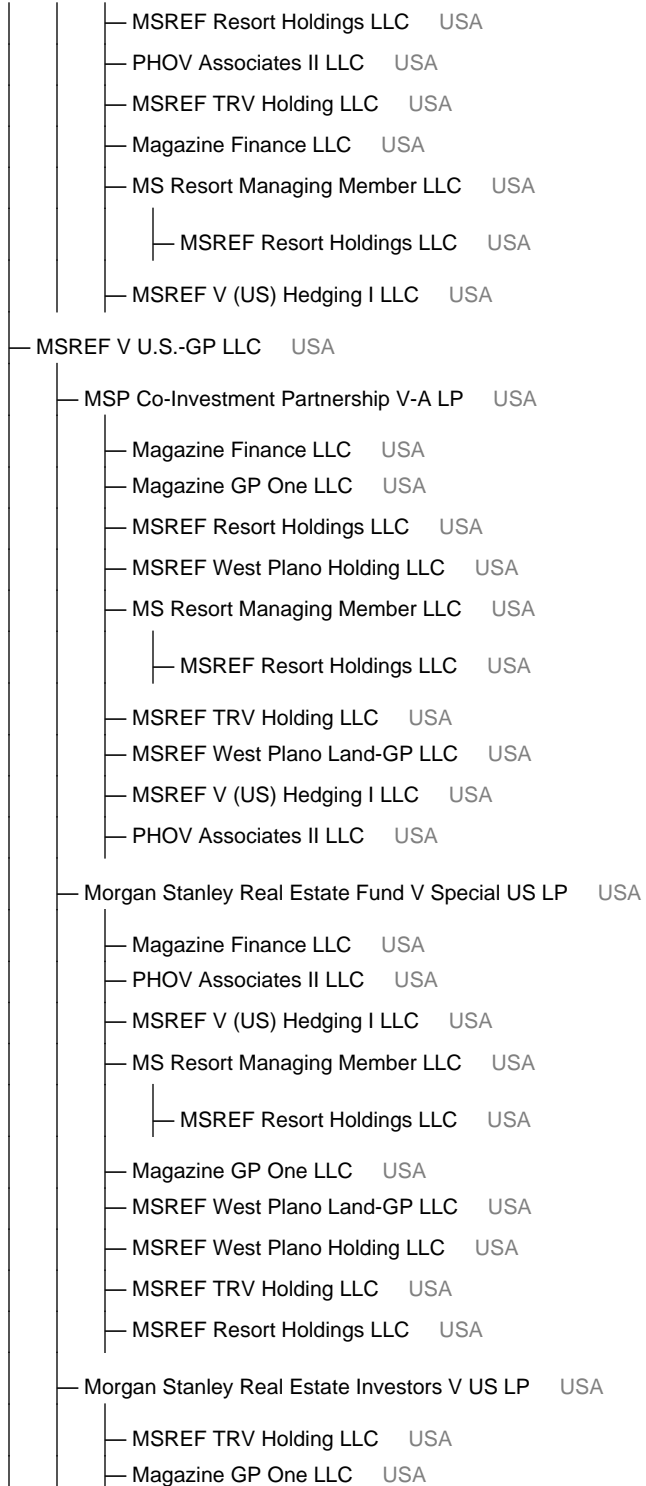 MSREF Resort Holdings LLC USA
PHOV Associates II LLC USA
MSREF TRV Holding LLC USA
Magazine Finance LLC USA
MS Resort Managing Member LLC USA
MSREF Resort Holdings LLC USA
MSREF V (US) Hedging I LLC USA
MSREF V U.S.-GP LLC USA
MSP Co-Investment Partnership V-A LP USA
Magazine Finance LLC USA
Magazine GP One LLC USA
MSREF Resort Holdings LLC USA
MSREF West Plano Holding LLC USA
MS Resort Managing Member LLC USA
MSREF Resort Holdings LLC USA
MSREF TRV Holding LLC USA
MSREF West Plano Land-GP LLC USA
MSREF V (US) Hedging I LLC USA
PHOV Associates II LLC USA
Morgan Stanley Real Estate Fund V Special US LP USA
Magazine Finance LLC USA
PHOV Associates II LLC USA
MSREF V (US) Hedging I LLC USA
MS Resort Managing Member LLC USA
MSREF Resort Holdings LLC USA
Magazine GP One LLC USA
MSREF West Plano Land-GP LLC USA
MSREF West Plano Holding LLC USA
MSREF TRV Holding LLC USA
MSREF Resort Holdings LLC USA
Morgan Stanley Real Estate Investors V US LP USA
MSREF TRV Holding LLC USA
Magazine GP One LLC USA